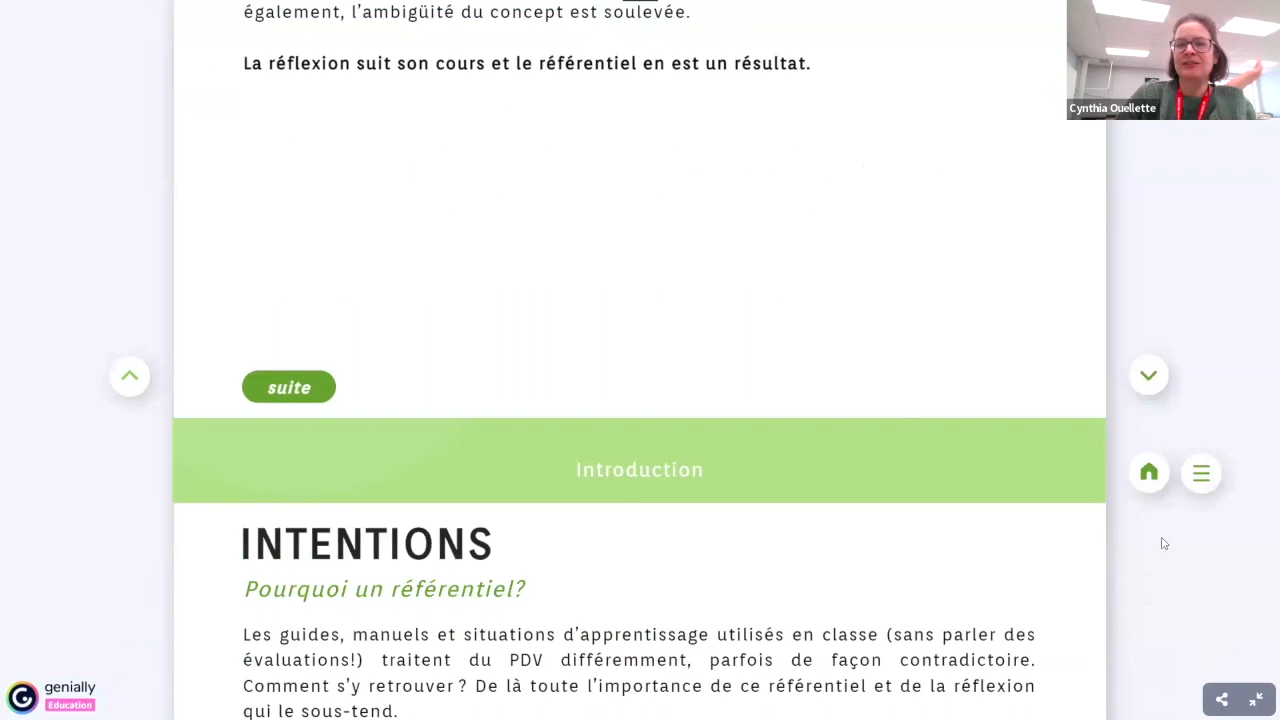 également, l'ambigüité du concept est soulevée.
La réflexion suit son cours et le référentiel en est un résultat.
Cynthia Ouellette
suite
Introduction
INTENTIONS
Pourquoi un référentiel?
Les guides, manuels et situations d'apprentissage utilisés en classe (sans parler des
évaluations!) traitent du PDV différemment, parfois de façon contradictoire.
Comment s'y retrouver ? De là toute l'importance de ce référentiel et de la réflexion
qui le sous-tend.
genially
Education